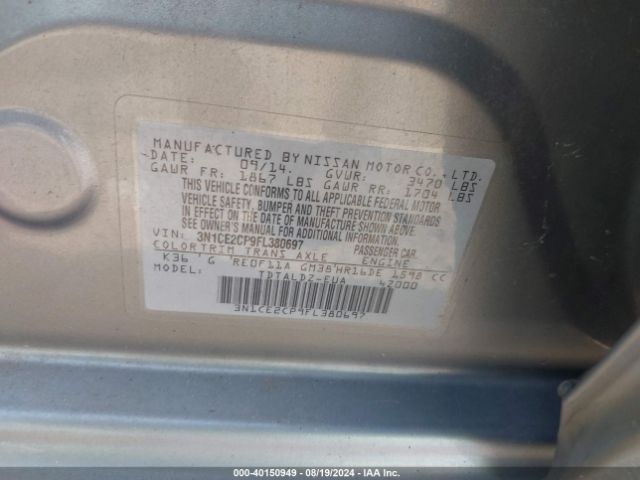 MANUFACTURED BY NISSAN MOTOR CO., LTD.
DATE: 09/14. GVWR: 3470 LBS
GAWR FR: 1867 LBS GAWR RR: 1704 LBS
THIS VEHICLE CONFORMS TO ALL APPLICABLE FEDERAL MOTOR
VEHICLE SAFETY, BUMPER AND THEFT PREVENTION STANDARDS
IN EFFECT ON THE DATE OF MANUFACTURE SHOWN ABOVE.
SEE OWNER'S MANUAL.
VIN: 3N1CE2CP9FL380697 PASSENGER CAR
COLOR TRIM TRANS AXLE ENGINE
K36 G RE0F11A GM38 HR16DE 1598 CC
MODEL: TDTALDZ-EUA 62000
3N1CE2CP9FL380697
000-40150949 - 08/19/2024 - IAA Inc.